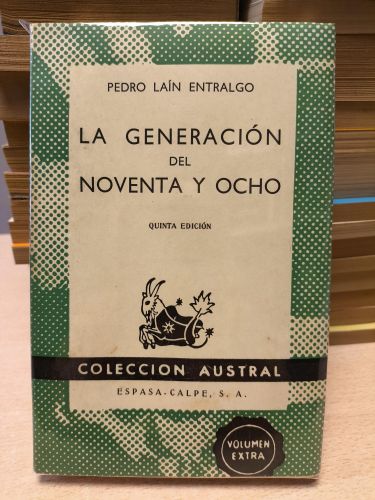 PEDRO LAÍN ENTRALGO
LA GENERACIÓN
DEL
NOVENTA Y OCHO
QUINTA EDICIÓN
COLECCION AUSTRAL
ESPASA-CALPE, S. A.
VOLUMEN
EXTRA